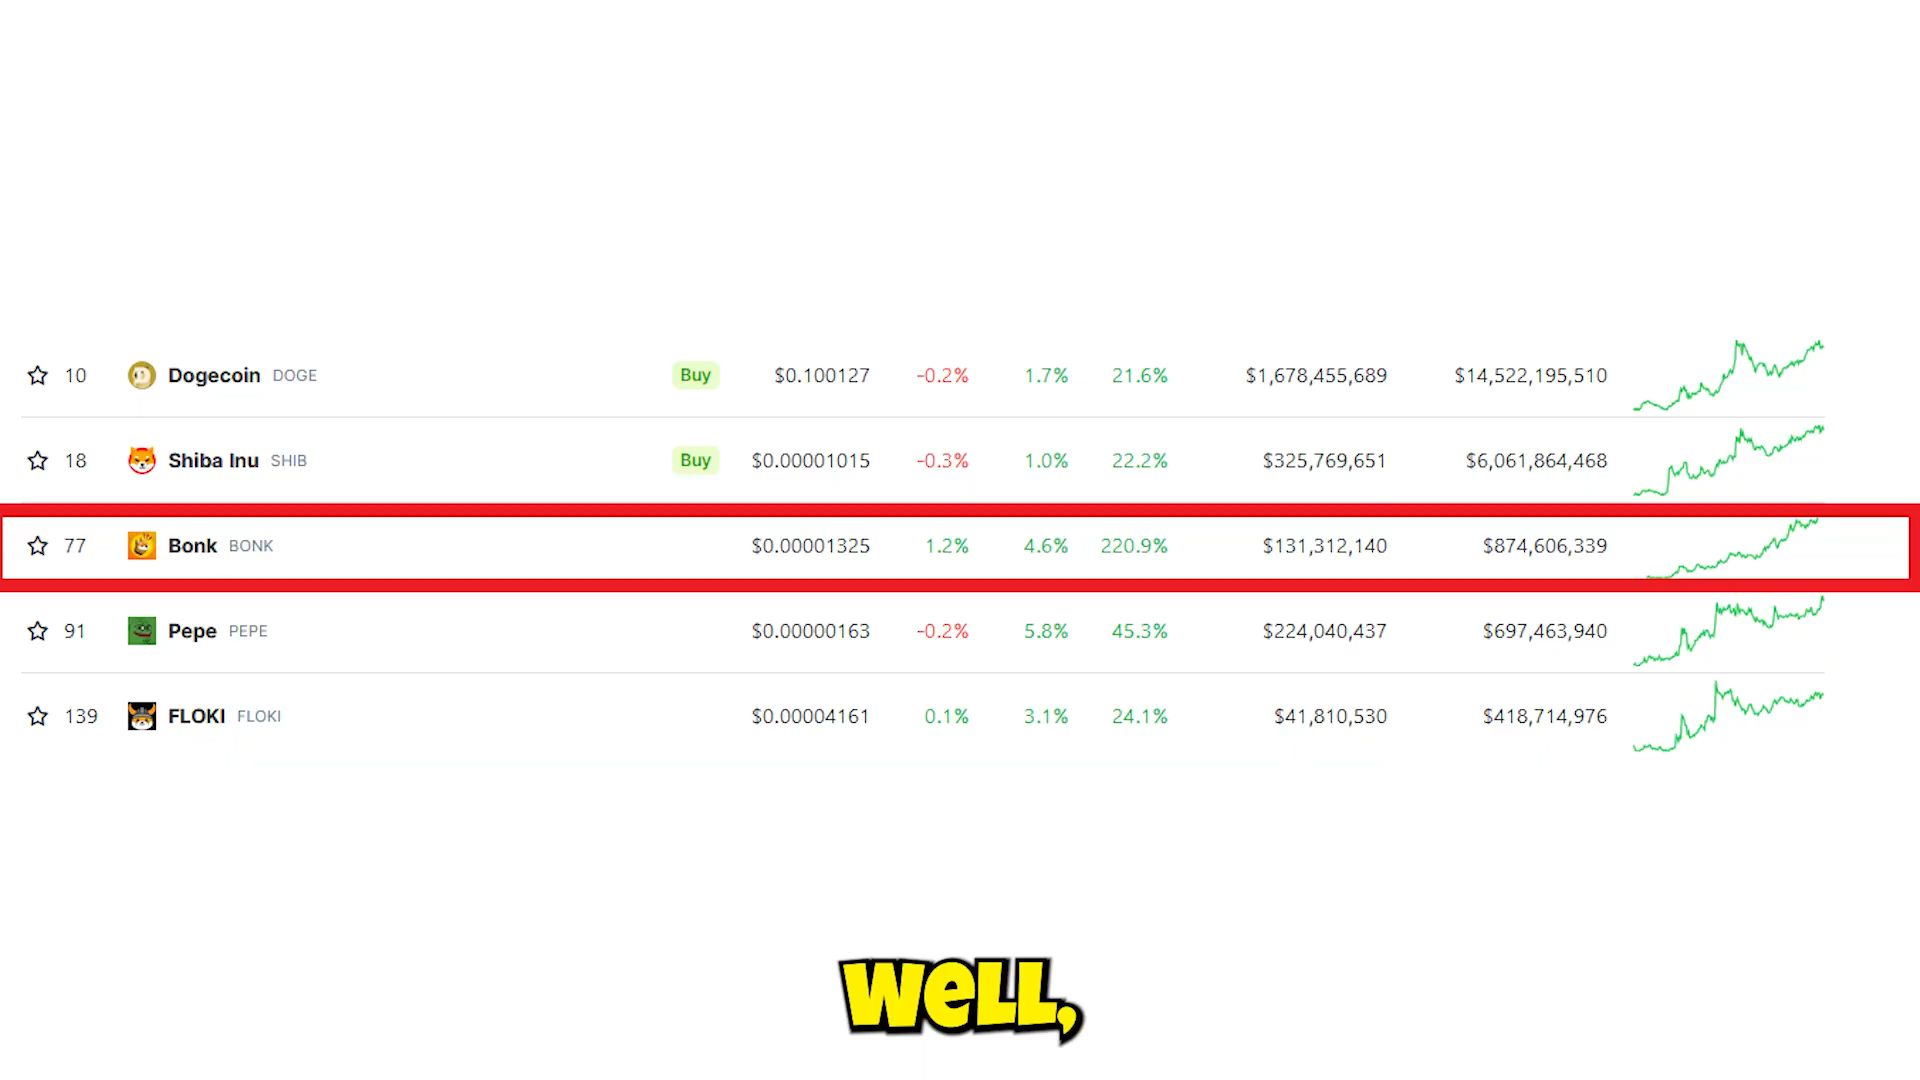 10 Dogecoin DOGE Buy $0.100127 -0.2% 1.7% 21.6% $1,678,455,689 $14,522,195,510
18 Shiba Inu SHIB Buy $0.00001015 -0.3% 1.0% 22.2% $325,769,651 $6,061,864,468
77 Bonk BONK $0.00001325 1.2% 4.6% 220.9% $131,312,140 $874,606,339
91 Pepe PEPE $0.00000163 -0.2% 5.8% 45.3% $224,040,437 $697,463,940
139 FLOKI FLOKI $0.00004161 0.1% 3.1% 24.1% $41,810,530 $418,714,976
Well,